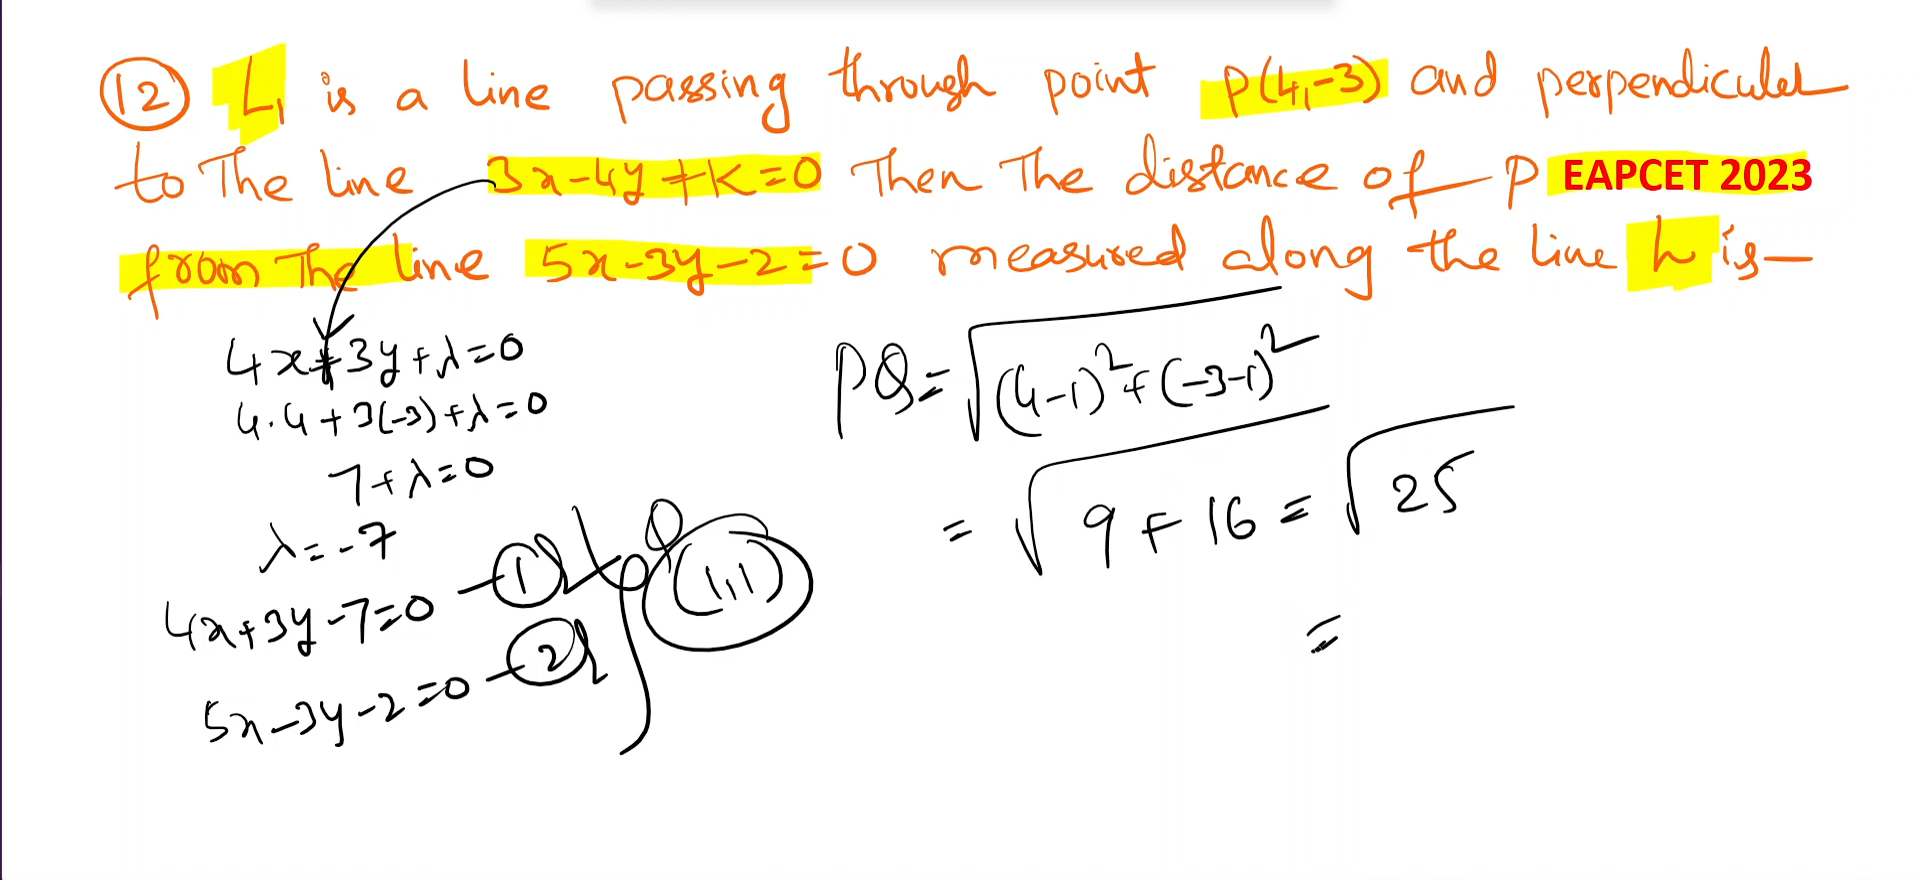 (12) L₁ is a line passing through point P(4,-3) and perpendicular
to The line 3x-4y+K=0 Then The distance of P EAPCET 2023
from The line 5x-3y-2=0 measured along the line L is-
4x+3y+λ=0
4.4+3(-3)+λ=0
7+λ=0
λ=-7
4x+3y-7=0 -①
5x-3y-2=0 -②
(1,1)
PQ=√(4-1)²+(-3-1)²
=√9+16=√25
=